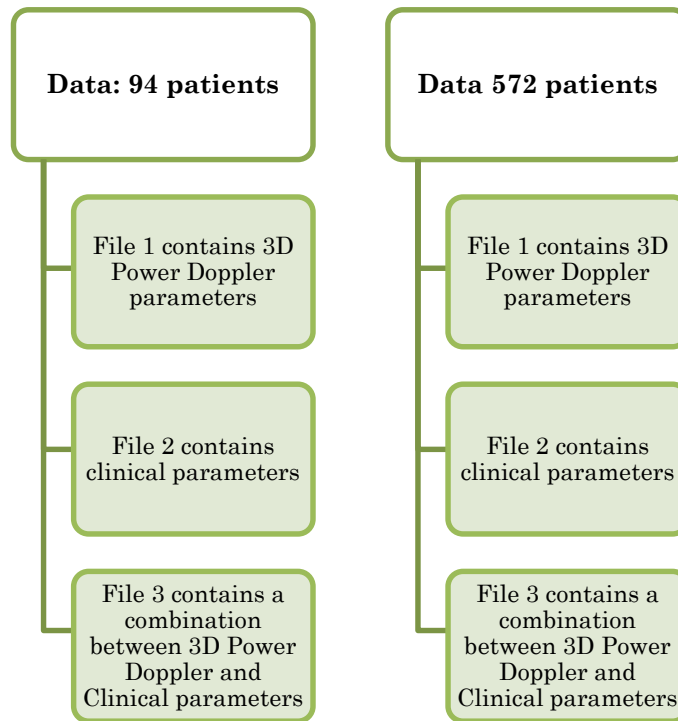 Data: 94 patients
File 1 contains 3D
Power Doppler
parameters
File 2 contains
clinical parameters
File 3 contains a
combination
between 3D Power
Doppler and
Clinical parameters
Data 572 patients
File 1 contains 3D
Power Doppler
parameters
File 2 contains
clinical parameters
File 3 contains a
combination
between 3D Power
Doppler and
Clinical parameters